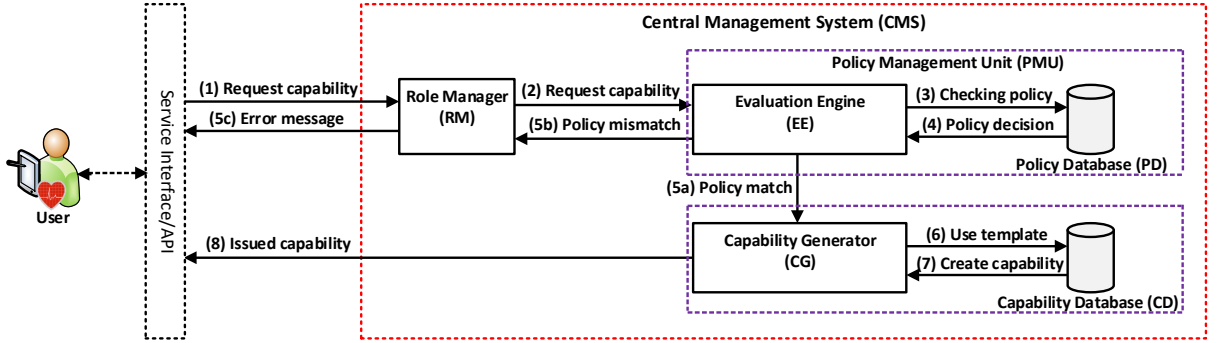 Central Management System (CMS)
Policy Management Unit (PMU)
Service Interface/API
(1) Request capability
Role Manager
(RM)
(2) Request capability
Evaluation Engine
(EE)
(3) Checking policy
(5c) Error message
(5b) Policy mismatch
(4) Policy decision
Policy Database (PD)
(5a) Policy match
User
(8) Issued capability
Capability Generator
(CG)
(6) Use template
(7) Create capability
Capability Database (CD)